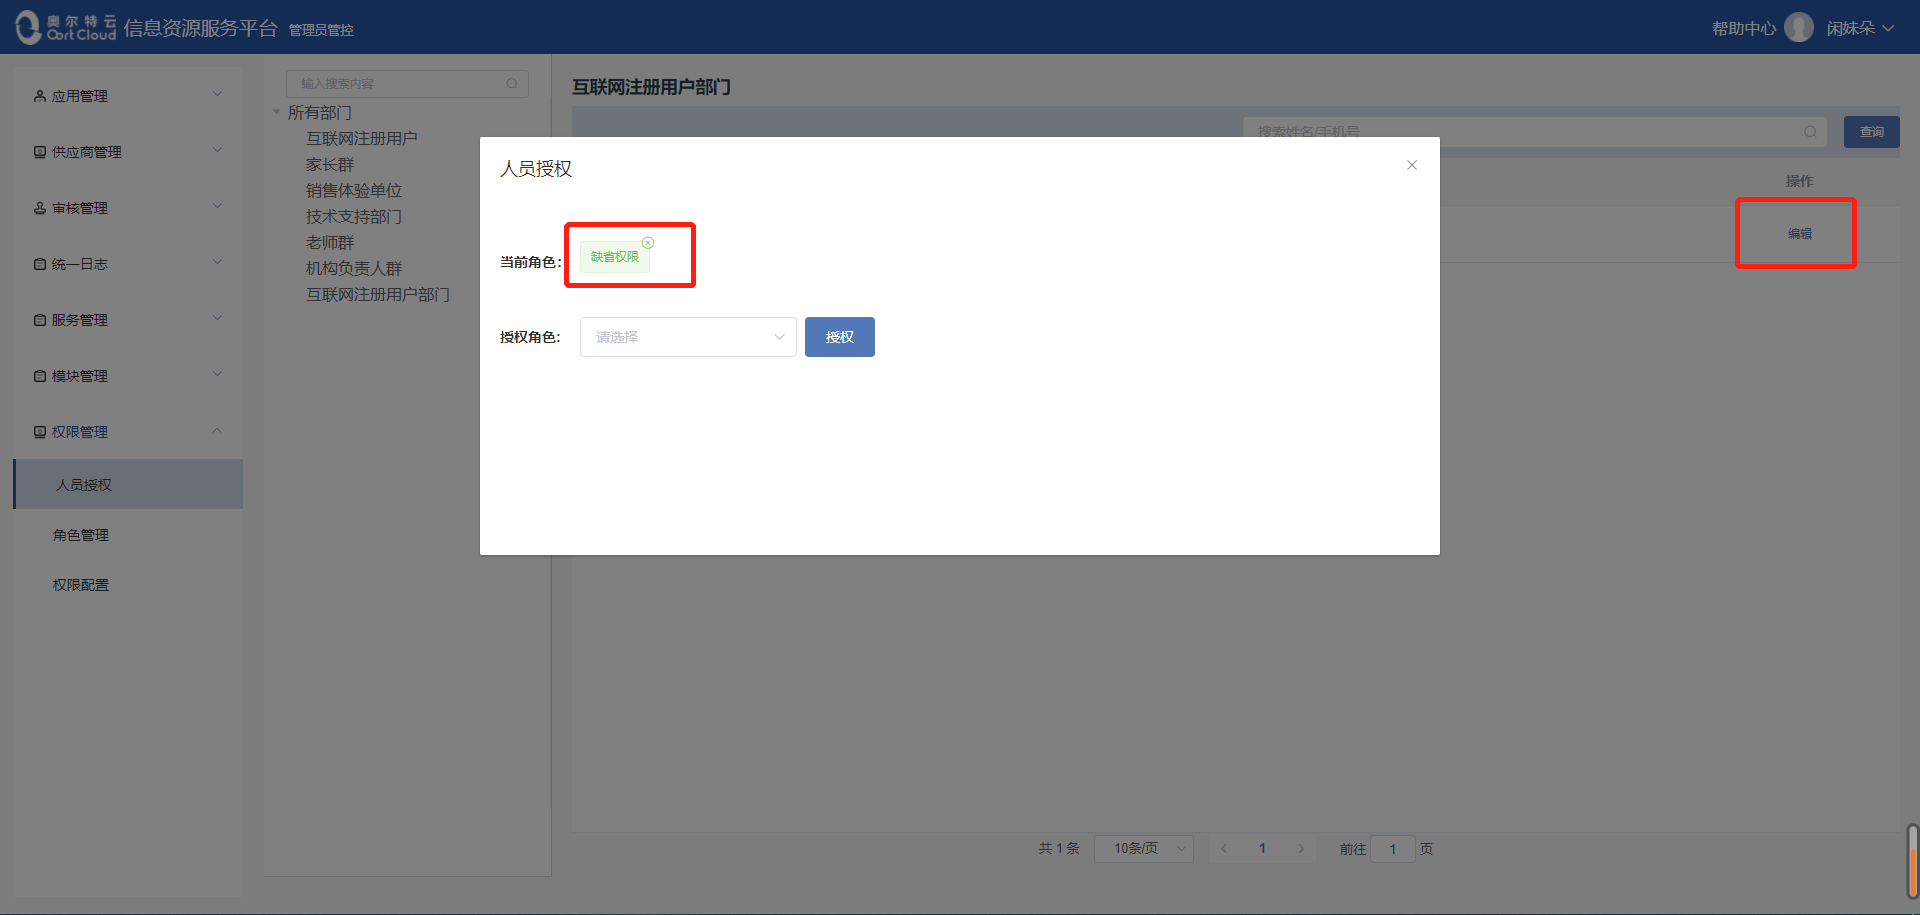 奥尔特云
OortCloud
信息资源服务平台 管理员管控
帮助中心 闲妹朵
应用管理
供应商管理
审核管理
统一日志
服务管理
模块管理
权限管理
人员授权
角色管理
权限配置
输入搜索内容
所有部门
互联网注册用户
家长群
销售体验单位
技术支持部门
老师群
机构负责人群
互联网注册用户部门
互联网注册用户部门
搜索姓名/手机号
查询
操作
编辑
人员授权
当前角色: 缺省权限
授权角色: 请选择 授权
共 1 条 10条/页 1 前往 1 页